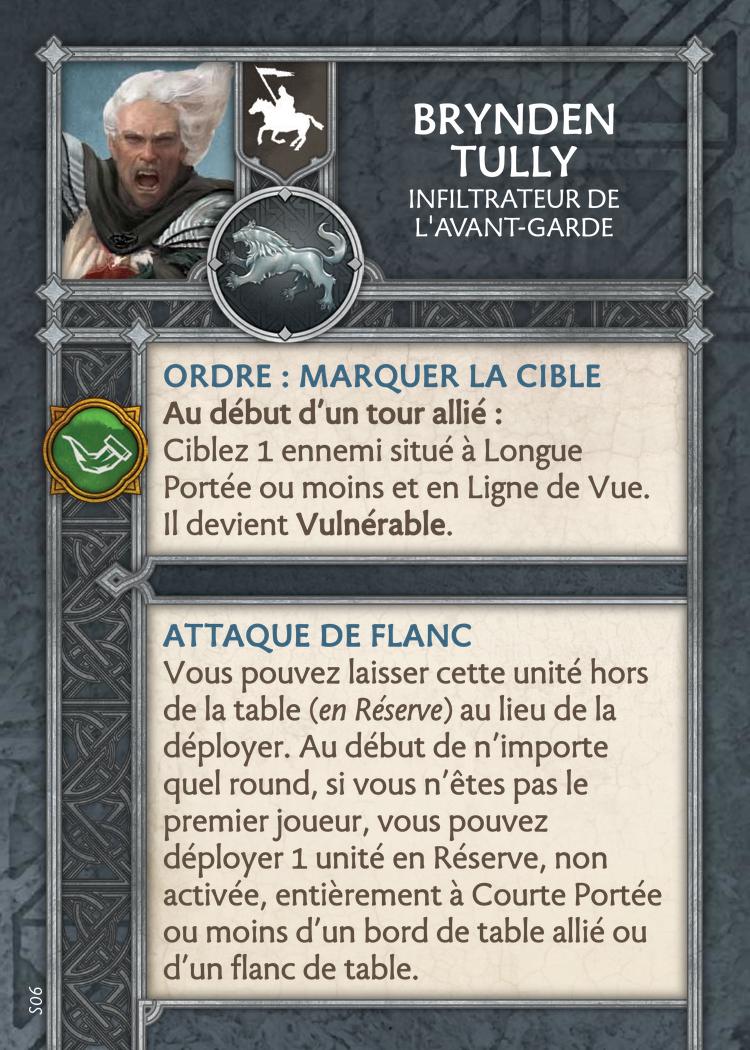 BRYNDEN
TULLY
INFILTRATEUR DE
L'AVANT-GARDE
ORDRE : MARQUER LA CIBLE
Au début d’un tour allié :
Ciblez 1 ennemi situé à Longue
Portée ou moins et en Ligne de Vue.
Il devient Vulnérable.
ATTAQUE DE FLANC
Vous pouvez laisser cette unité hors
de la table (en Réserve) au lieu de la
déployer. Au début de n’importe
quel round, si vous n’êtes pas le
premier joueur, vous pouvez
déployer 1 unité en Réserve, non
activée, entièrement à Courte Portée
ou moins d’un bord de table allié ou
d’un flanc de table.
S06